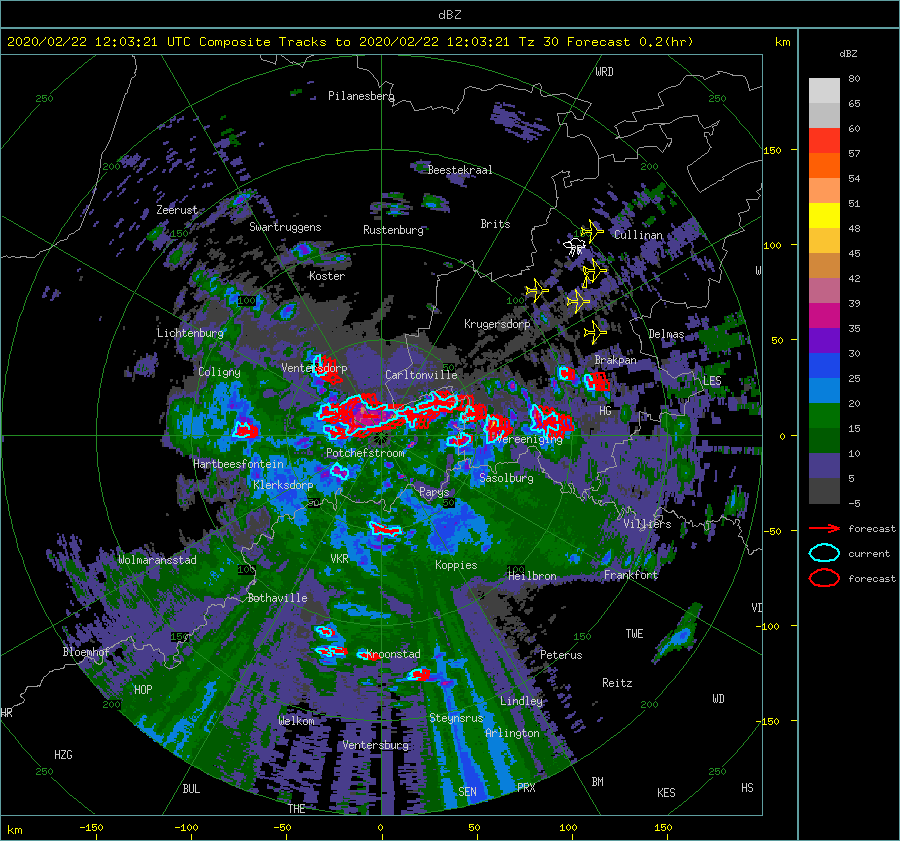 dBZ
2020/02/22 12:03:21 UTC Composite Tracks to 2020/02/22 12:03:21 Tz 30 Forecast 0.2(hr)
km
dBZ
WRD
80
250
Pilanesberg
250
65
60
150
57
200
Beestekraal
200
54
Zeerust
51
Swartruggens
Rustenburg
Brits
150
Cullinan
150
48
100
45
Koster
W
42
100
100
39
Krugersdorp
35
Lichtenburg
Delmas
50
30
Ventersdorp
Carltonville
Brakpan
Coligny
LES
25
HG
20
0
Vereeniging
15
Potchefstroom
Hartbeesfontein
10
Sasolburg
Klerksdorp
Parys
5
50
50
-5
Villiers
-50
forecast
Wolmaransstad
VKR
Koppies
current
100
100
Heilbron
Frankfort
forecast
Bothaville
VI
-100
150
TWE
Bloemhof
Kroonstad
Peterus
HOP
Reitz
200
Lindley
200
WD
HR
Welkom
Steynsrus
-150
Arlington
Ventersburg
HZG
250
250
BUL
SEN
PRX
BM
KES
HS
THE
km
-150
-100
-50
0
50
100
150